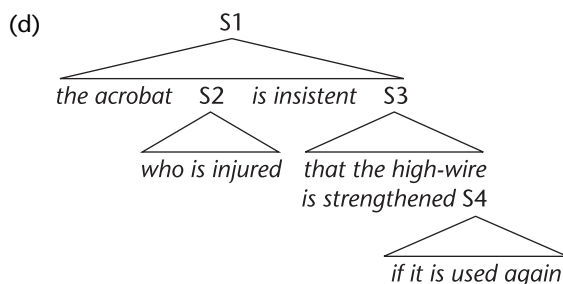 (d) S1
the acrobat S2 is insistent S3
who is injured that the high-wire
is strengthened S4
if it is used again